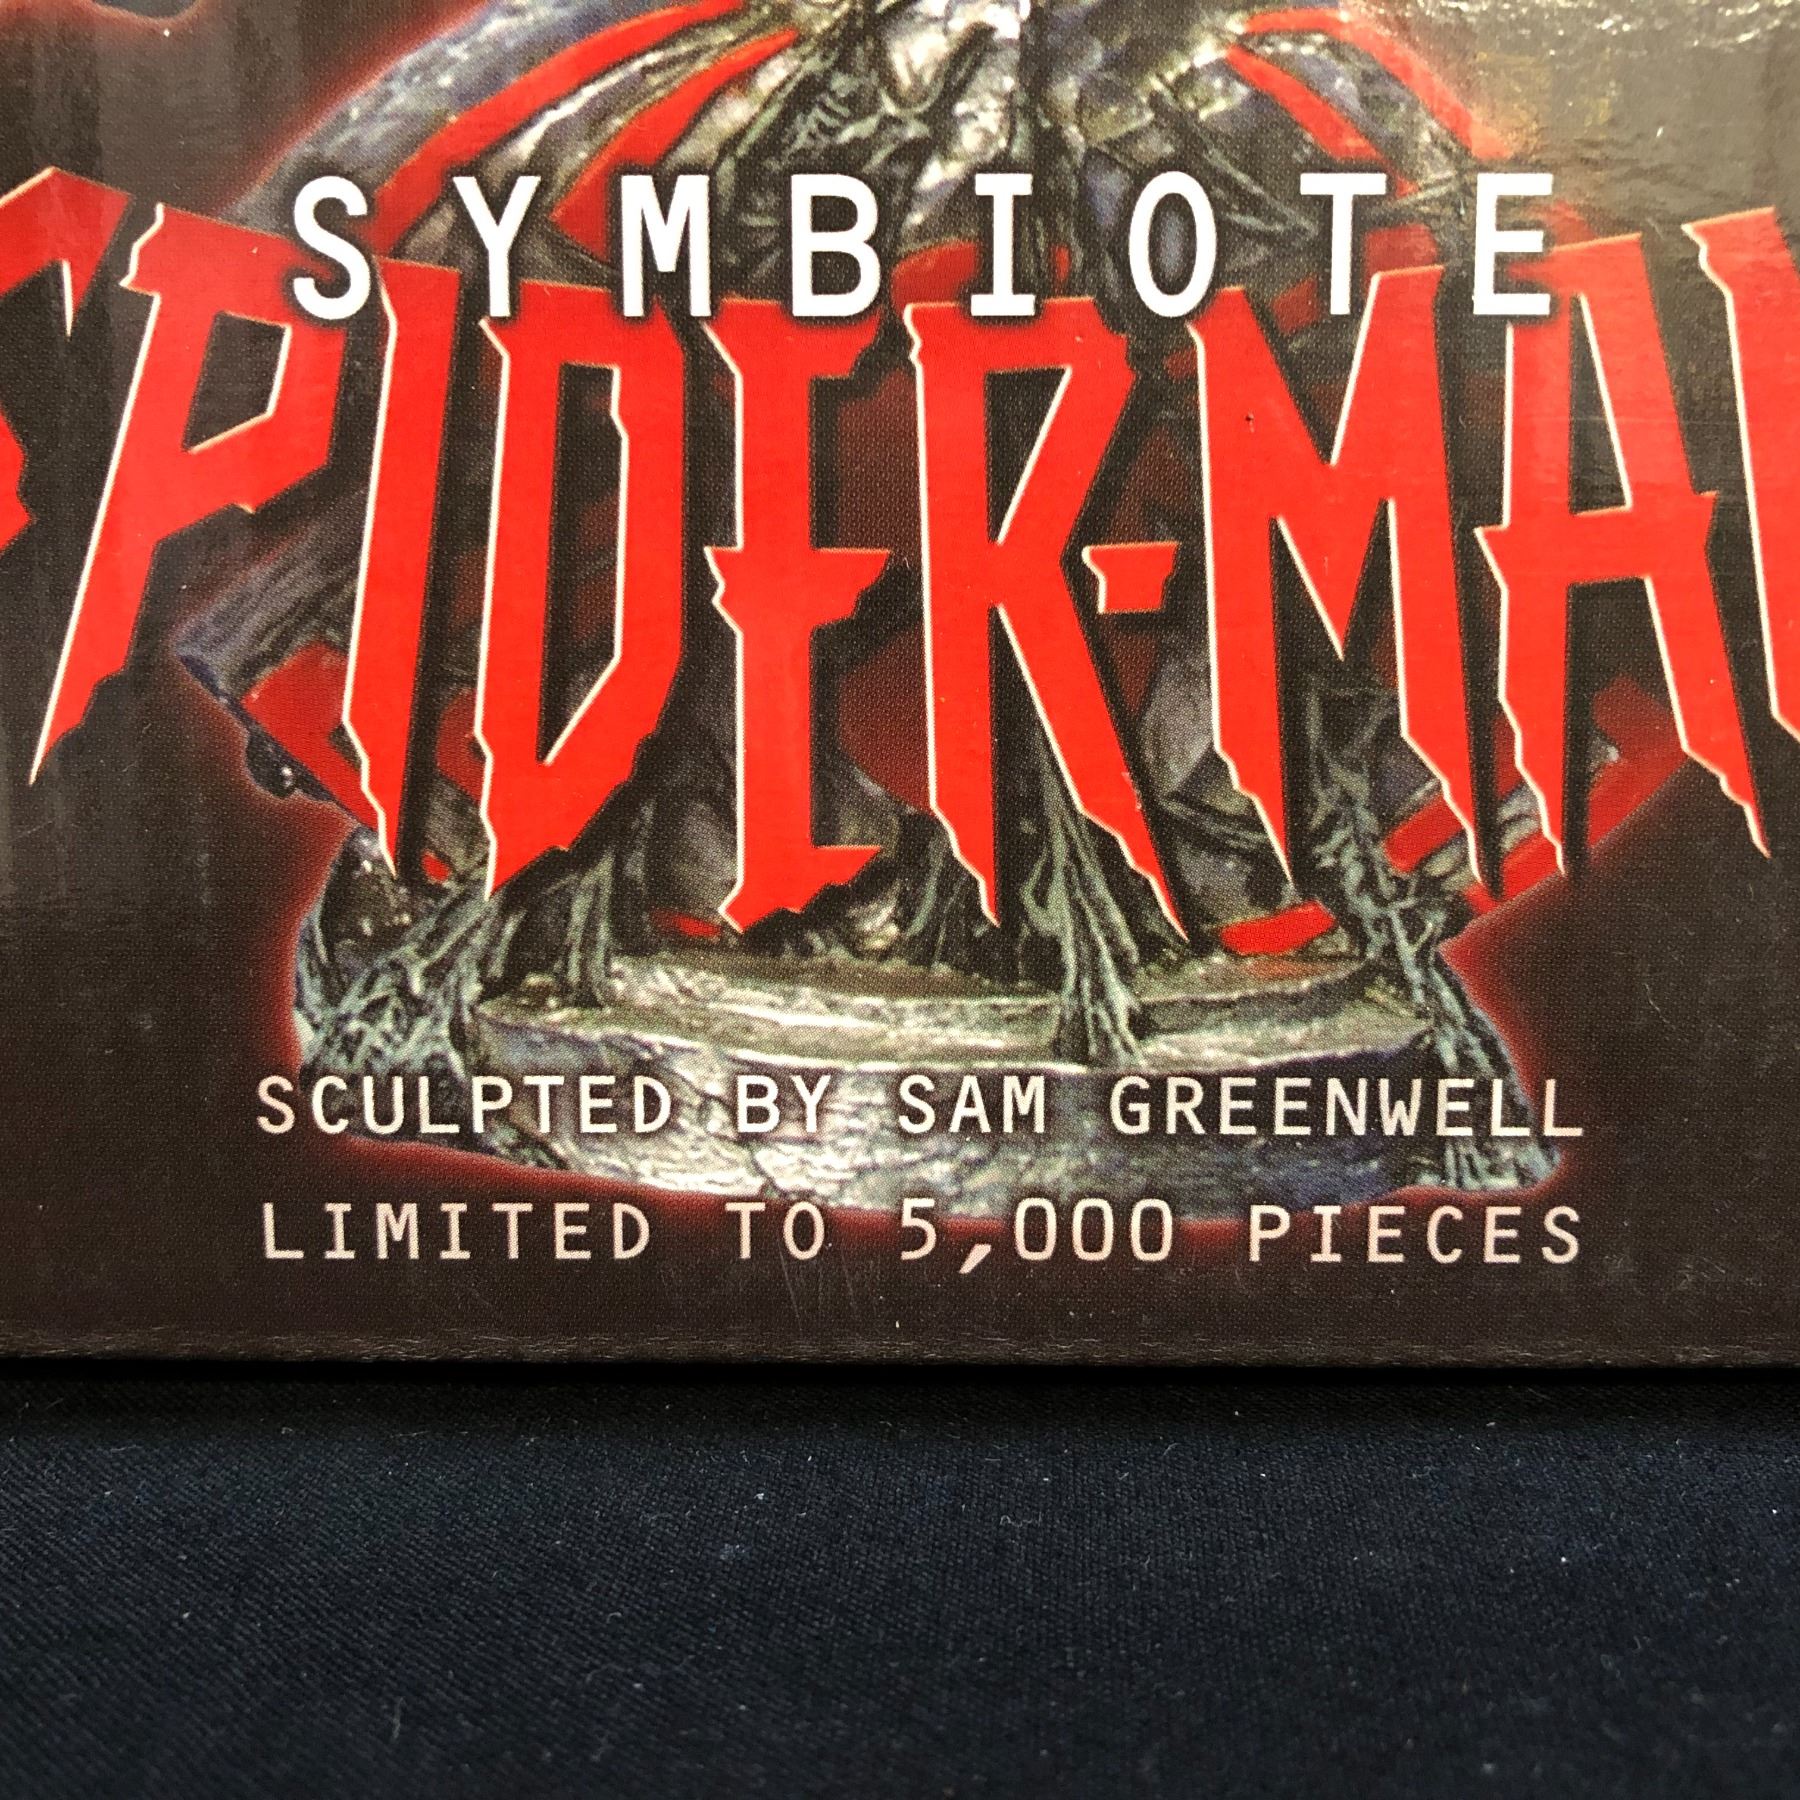 SYMBIOTE
SPIDER-MAN
SCULPTED BY SAM GREENWELL
LIMITED TO 5,000 PIECES